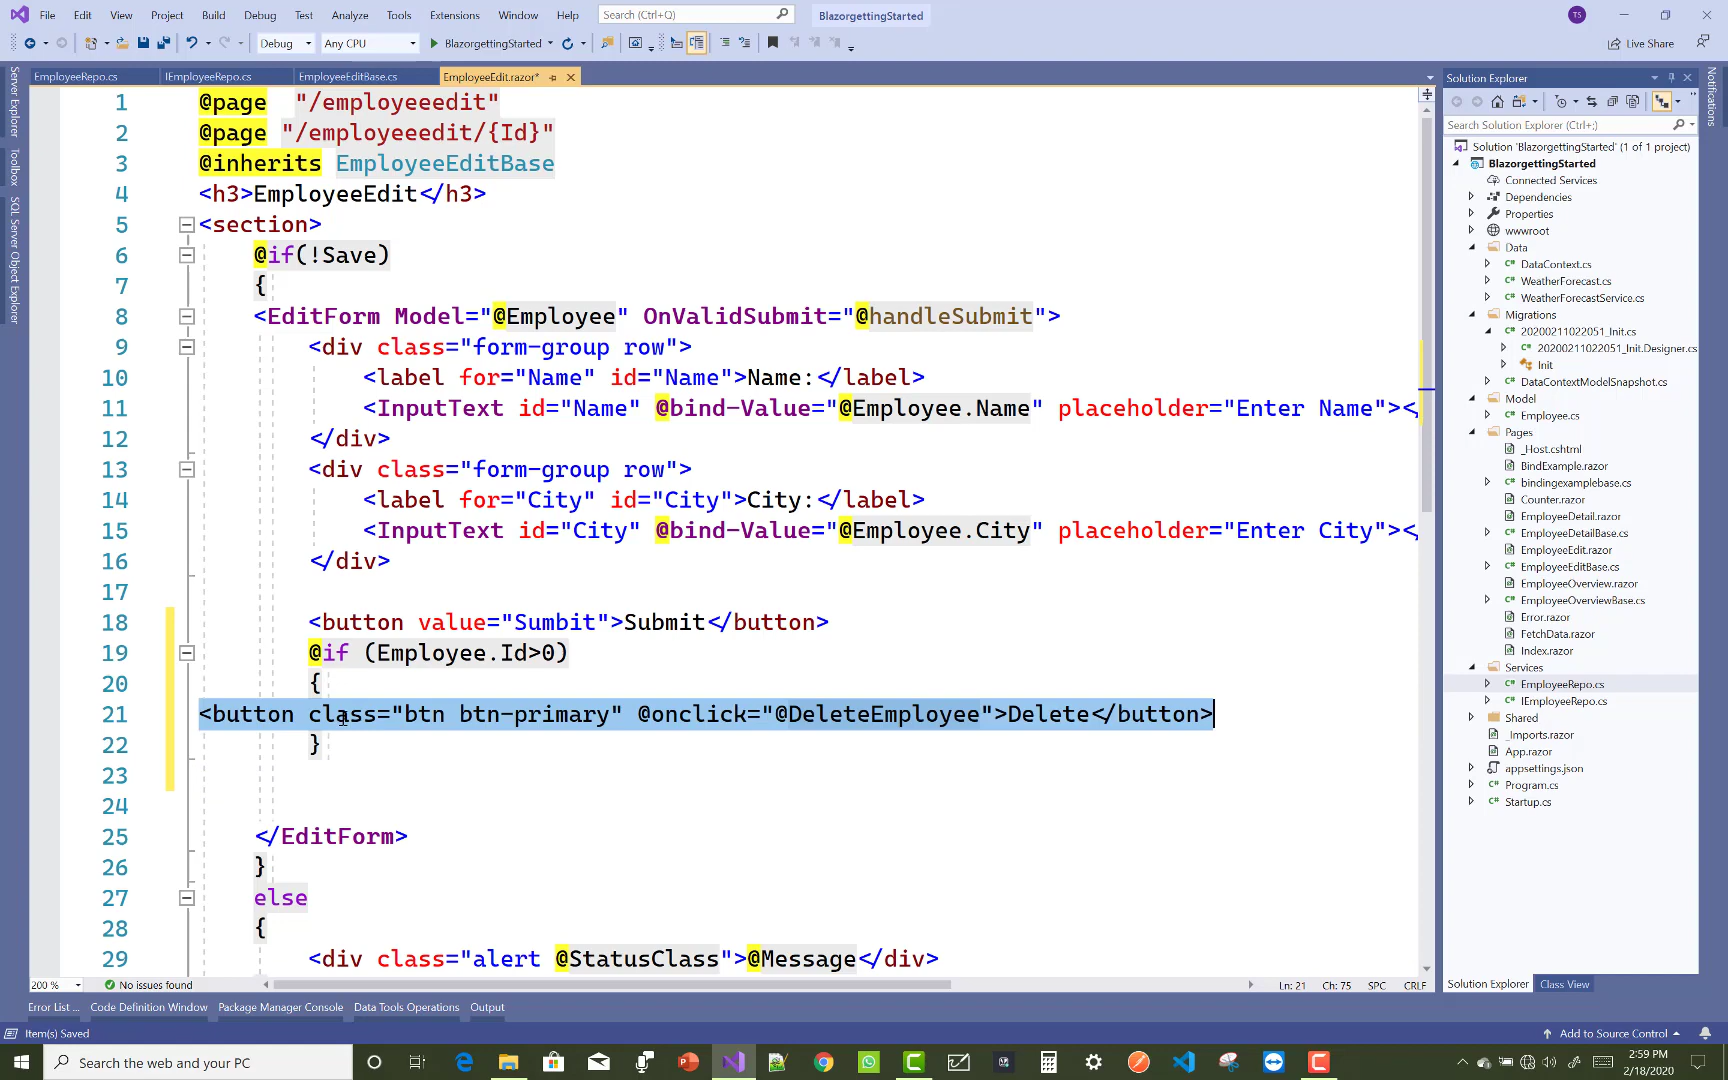 File Edit View Project Build Debug Test Analyze Tools Extensions Window Help Search (Ctrl+Q) BlazorgettingStarted TS
Debug Any CPU BlazorgettingStarted Live Share
EmployeeRepo.cs IEmployeeRepo.cs EmployeeEditBase.cs EmployeeEdit.razor*
Server Explorer
Toolbox
SQL Server Object Explorer
1 @page "/employeeedit"
2 @page "/employeeedit/{Id}"
3 @inherits EmployeeEditBase
4 <h3>EmployeeEdit</h3>
5 <section>
6 @if(!Save)
7 {
8 <EditForm Model="@Employee" OnValidSubmit="@handleSubmit">
9 <div class="form-group row">
10 <label for="Name" id="Name">Name:</label>
11 <InputText id="Name" @bind-Value="@Employee.Name" placeholder="Enter Name"><
12 </div>
13 <div class="form-group row">
14 <label for="City" id="City">City:</label>
15 <InputText id="City" @bind-Value="@Employee.City" placeholder="Enter City"><
16 </div>
17
18 <button value="Sumbit">Submit</button>
19 @if (Employee.Id>0)
20 {
21 <button class="btn btn-primary" @onclick="@DeleteEmployee">Delete</button>
22 }
23
24
25 </EditForm>
26 }
27 else
28 {
29 <div class="alert @StatusClass">@Message</div>
200 % No issues found Ln: 21 Ch: 75 SPC CRLF
Error List ... Code Definition Window Package Manager Console Data Tools Operations Output
Item(s) Saved
Solution Explorer
Search Solution Explorer (Ctrl+;)
Solution 'BlazorgettingStarted' (1 of 1 project)
BlazorgettingStarted
Connected Services
Dependencies
Properties
wwwroot
Data
C# DataContext.cs
C# WeatherForecast.cs
C# WeatherForecastService.cs
Migrations
C# 20200211022051_Init.cs
C# 20200211022051_Init.Designer.cs
Init
C# DataContextModelSnapshot.cs
Model
C# Employee.cs
Pages
_Host.cshtml
BindExample.razor
C# bindingexamplebase.cs
Counter.razor
EmployeeDetail.razor
C# EmployeeDetailBase.cs
EmployeeEdit.razor
C# EmployeeEditBase.cs
EmployeeOverview.razor
C# EmployeeOverviewBase.cs
Error.razor
FetchData.razor
Index.razor
Services
C# EmployeeRepo.cs
C# IEmployeeRepo.cs
Shared
_Imports.razor
App.razor
appsettings.json
C# Program.cs
C# Startup.cs
Solution Explorer Class View
Notifications
Add to Source Control
Search the web and your PC
2:59 PM
2/18/2020